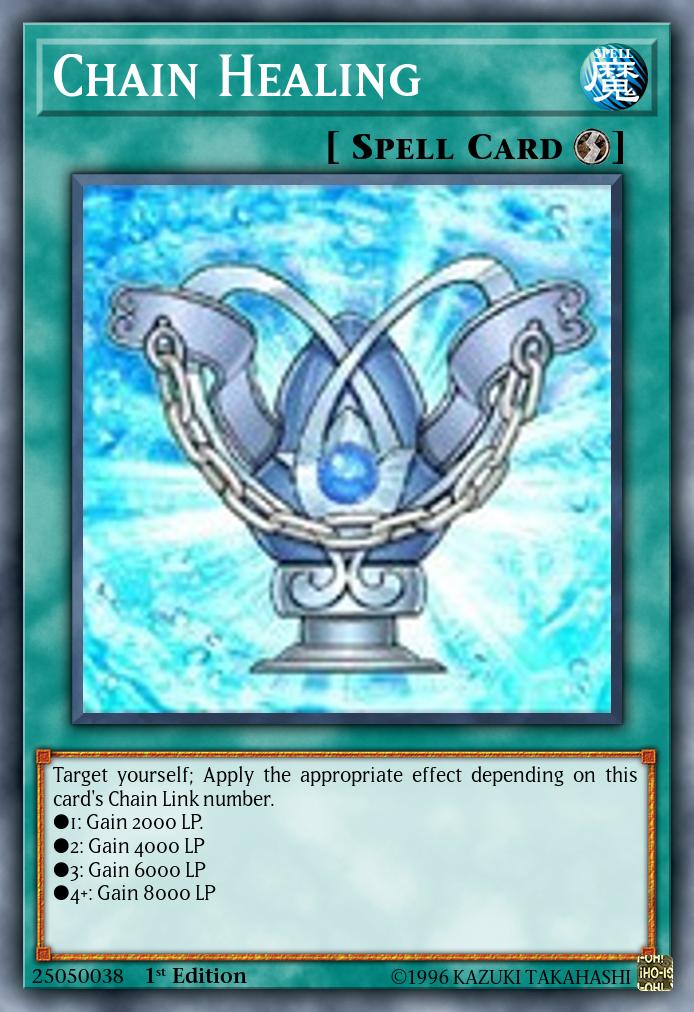 Chain Healing
SPELL
魔
[ Spell Card ]
Target yourself; Apply the appropriate effect depending on this
card's Chain Link number.
●1: Gain 2000 LP.
●2: Gain 4000 LP
●3: Gain 6000 LP
●4+: Gain 8000 LP
25050038 1st Edition ©1996 KAZUKI TAKAHASHI